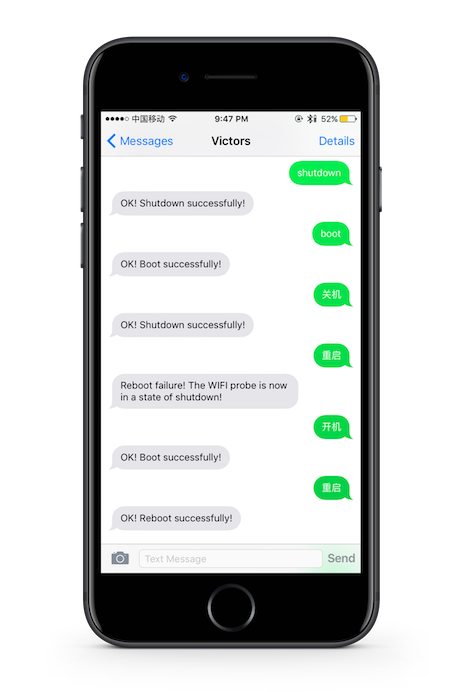 中国移动 9:47 PM 52%
Messages Victors Details
shutdown
OK! Shutdown successfully!
boot
OK! Boot successfully!
关机
OK! Shutdown successfully!
重启
Reboot failure! The WIFI probe is now
in a state of shutdown!
开机
OK! Boot successfully!
重启
OK! Reboot successfully!
Text Message Send